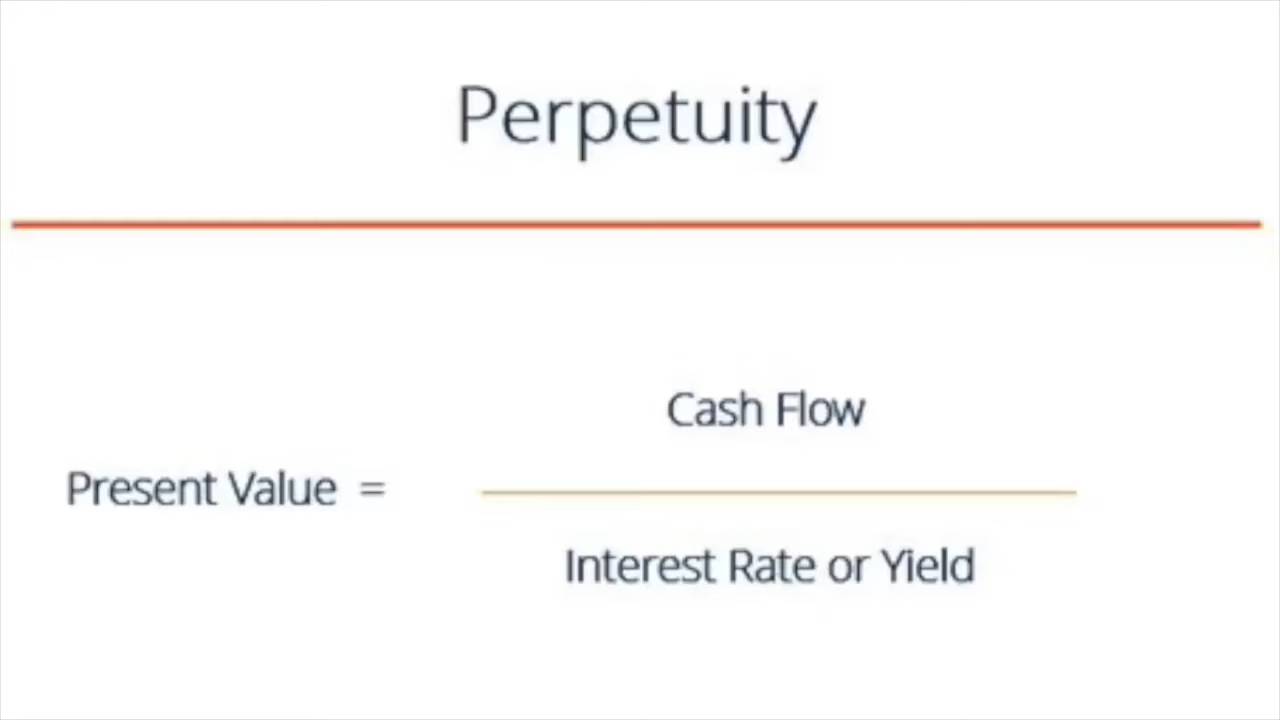 Perpetuity
Cash Flow
Present Value =
Interest Rate or Yield